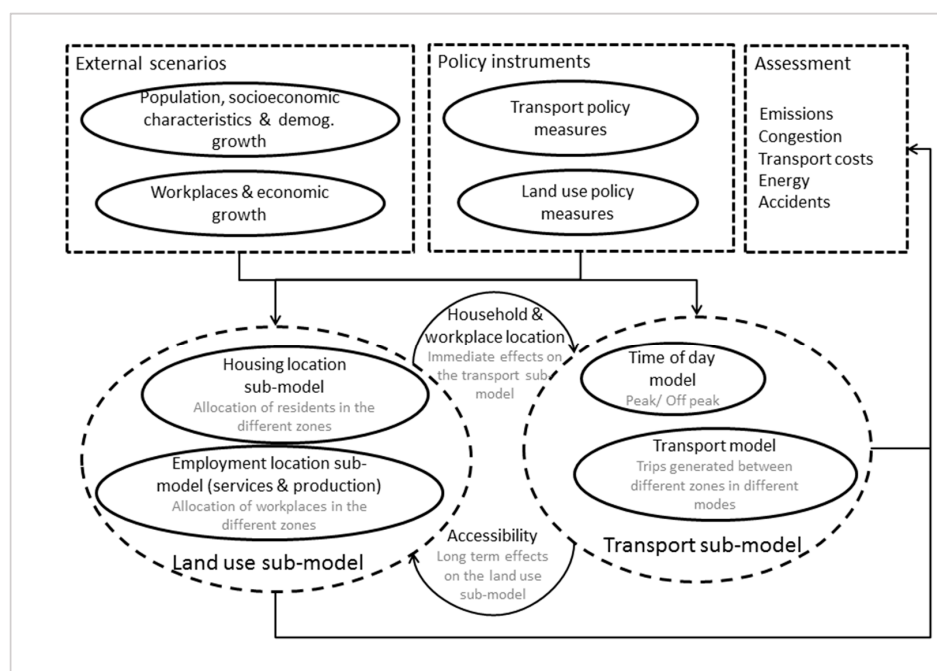 External scenarios
Population, socioeconomic
characteristics & demog.
growth
Workplaces & economic
growth
Policy instruments
Transport policy
measures
Land use policy
measures
Assessment
Emissions
Congestion
Transport costs
Energy
Accidents
Household &
workplace location
Immediate effects on
the transport sub-
model
Housing location
sub-model
Allocation of residents in the
different zones
Employment location sub-
model (services & production)
Allocation of workplaces in the
different zones
Land use sub-model
Time of day
model
Peak/ Off peak
Transport model
Trips generated between
different zones in different
modes
Transport sub-model
Accessibility
Long term effects
on the land use
sub-model